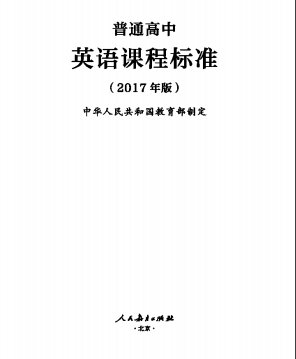 普通高中
英语课程标准
（2017年版）
中华人民共和国教育部制定
人民教育出版社
·北京·